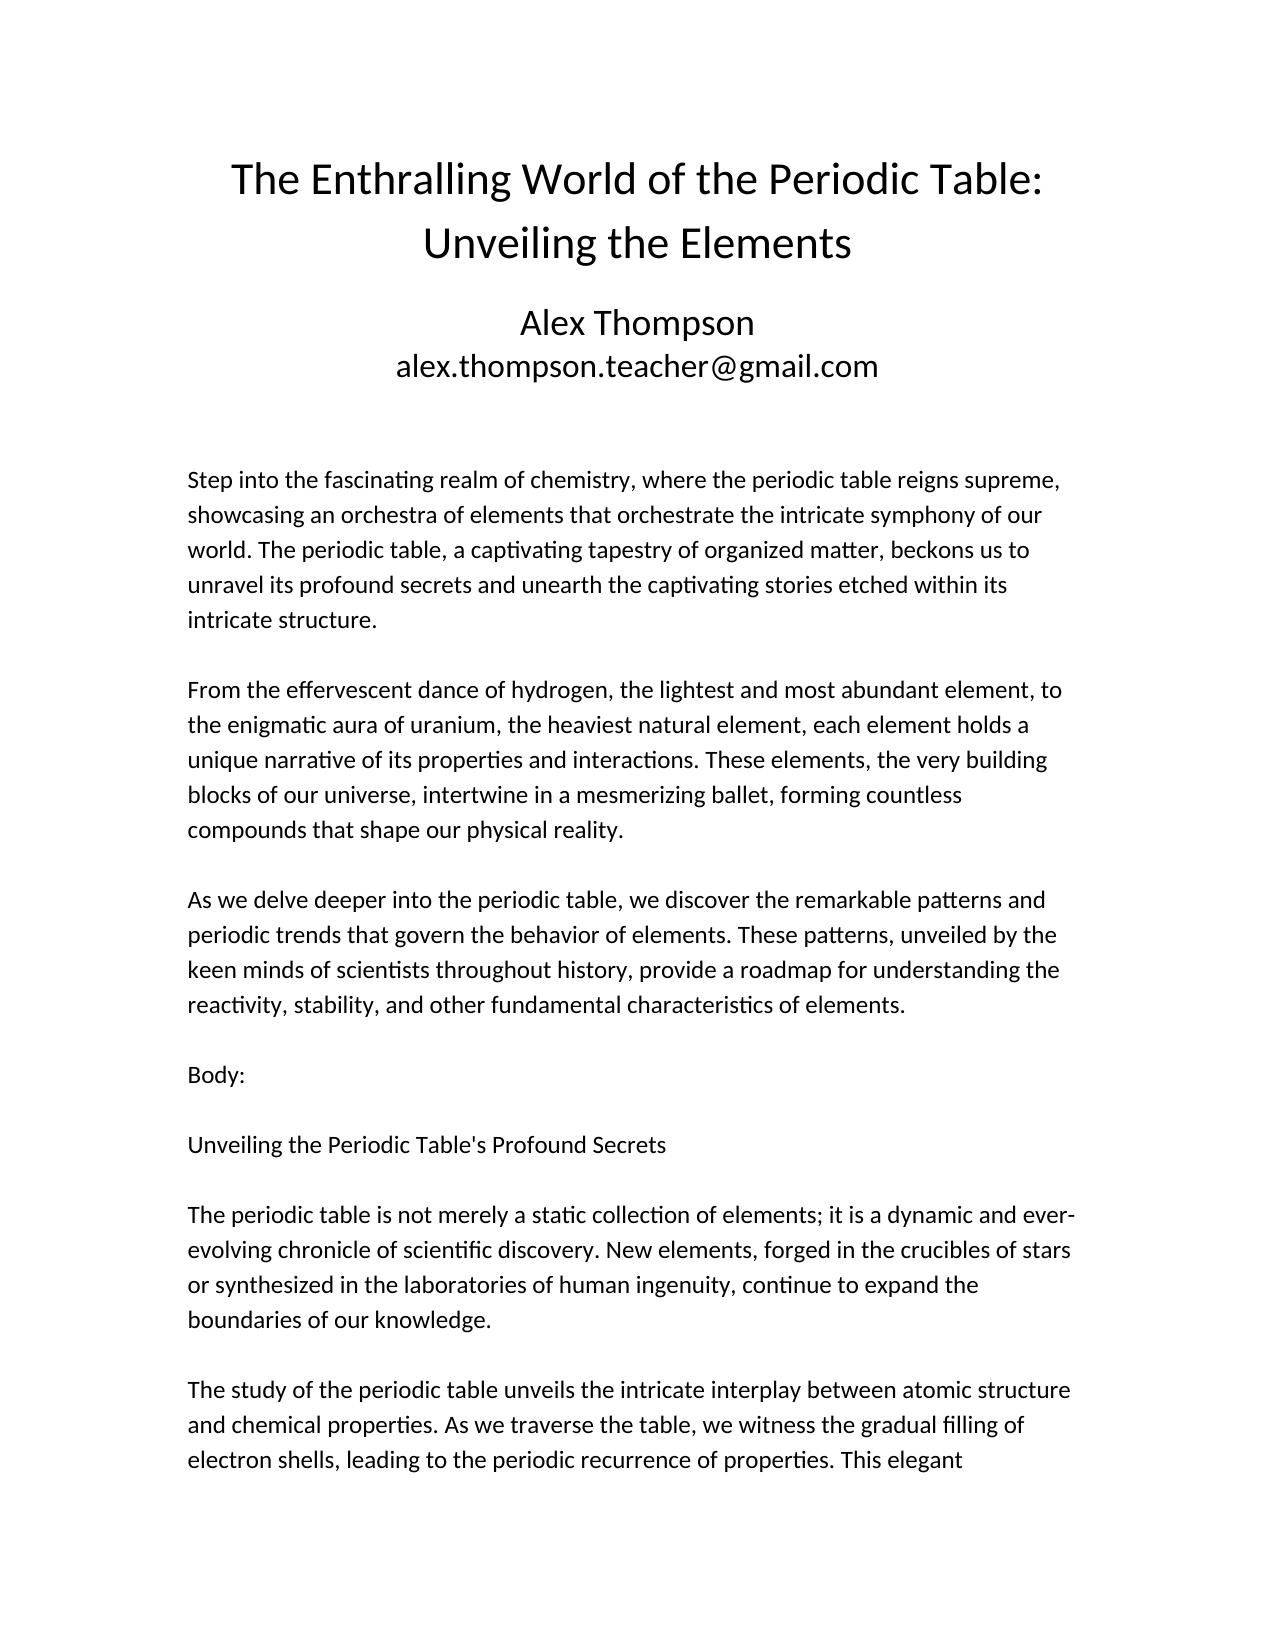 The Enthralling World of the Periodic Table:
Unveiling the Elements
Alex Thompson
alex.thompson.teacher@gmail.com
Step into the fascinating realm of chemistry, where the periodic table reigns supreme,
showcasing an orchestra of elements that orchestrate the intricate symphony of our
world. The periodic table, a captivating tapestry of organized matter, beckons us to
unravel its profound secrets and unearth the captivating stories etched within its
intricate structure.
From the effervescent dance of hydrogen, the lightest and most abundant element, to
the enigmatic aura of uranium, the heaviest natural element, each element holds a
unique narrative of its properties and interactions. These elements, the very building
blocks of our universe, intertwine in a mesmerizing ballet, forming countless
compounds that shape our physical reality.
As we delve deeper into the periodic table, we discover the remarkable patterns and
periodic trends that govern the behavior of elements. These patterns, unveiled by the
keen minds of scientists throughout history, provide a roadmap for understanding the
reactivity, stability, and other fundamental characteristics of elements.
Body:
Unveiling the Periodic Table's Profound Secrets
The periodic table is not merely a static collection of elements; it is a dynamic and ever-
evolving chronicle of scientific discovery. New elements, forged in the crucibles of stars
or synthesized in the laboratories of human ingenuity, continue to expand the
boundaries of our knowledge.
The study of the periodic table unveils the intricate interplay between atomic structure
and chemical properties. As we traverse the table, we witness the gradual filling of
electron shells, leading to the periodic recurrence of properties. This elegant